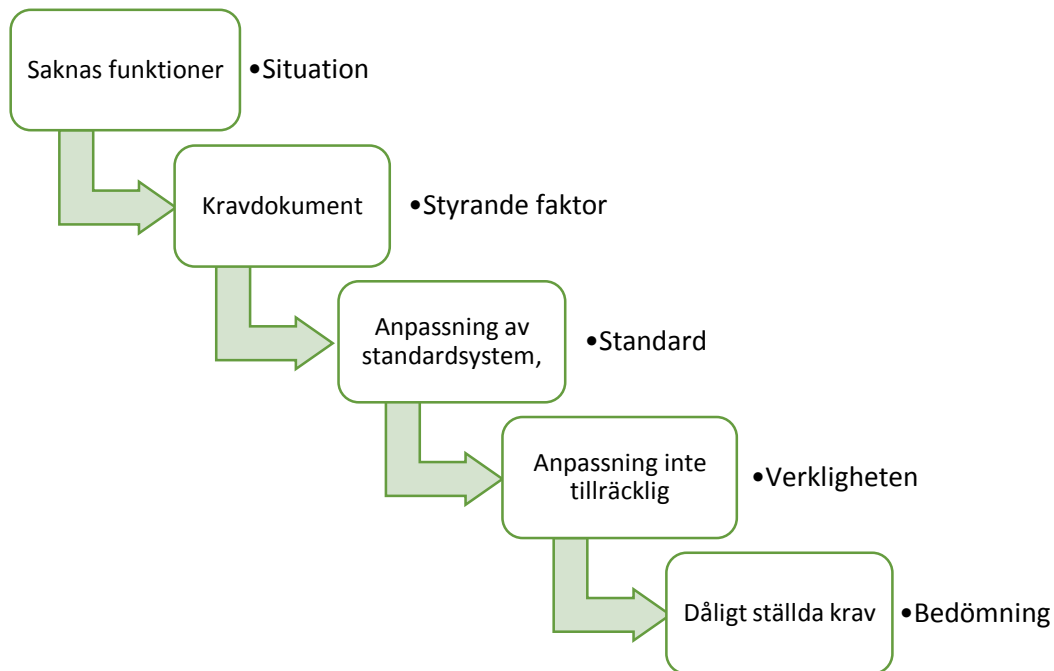 Saknas funktioner
•Situation
Kravdokument
•Styrande faktor
Anpassning av
standardsystem,
•Standard
Anpassning inte
tillräcklig
•Verkligheten
Dåligt ställda krav
•Bedömning